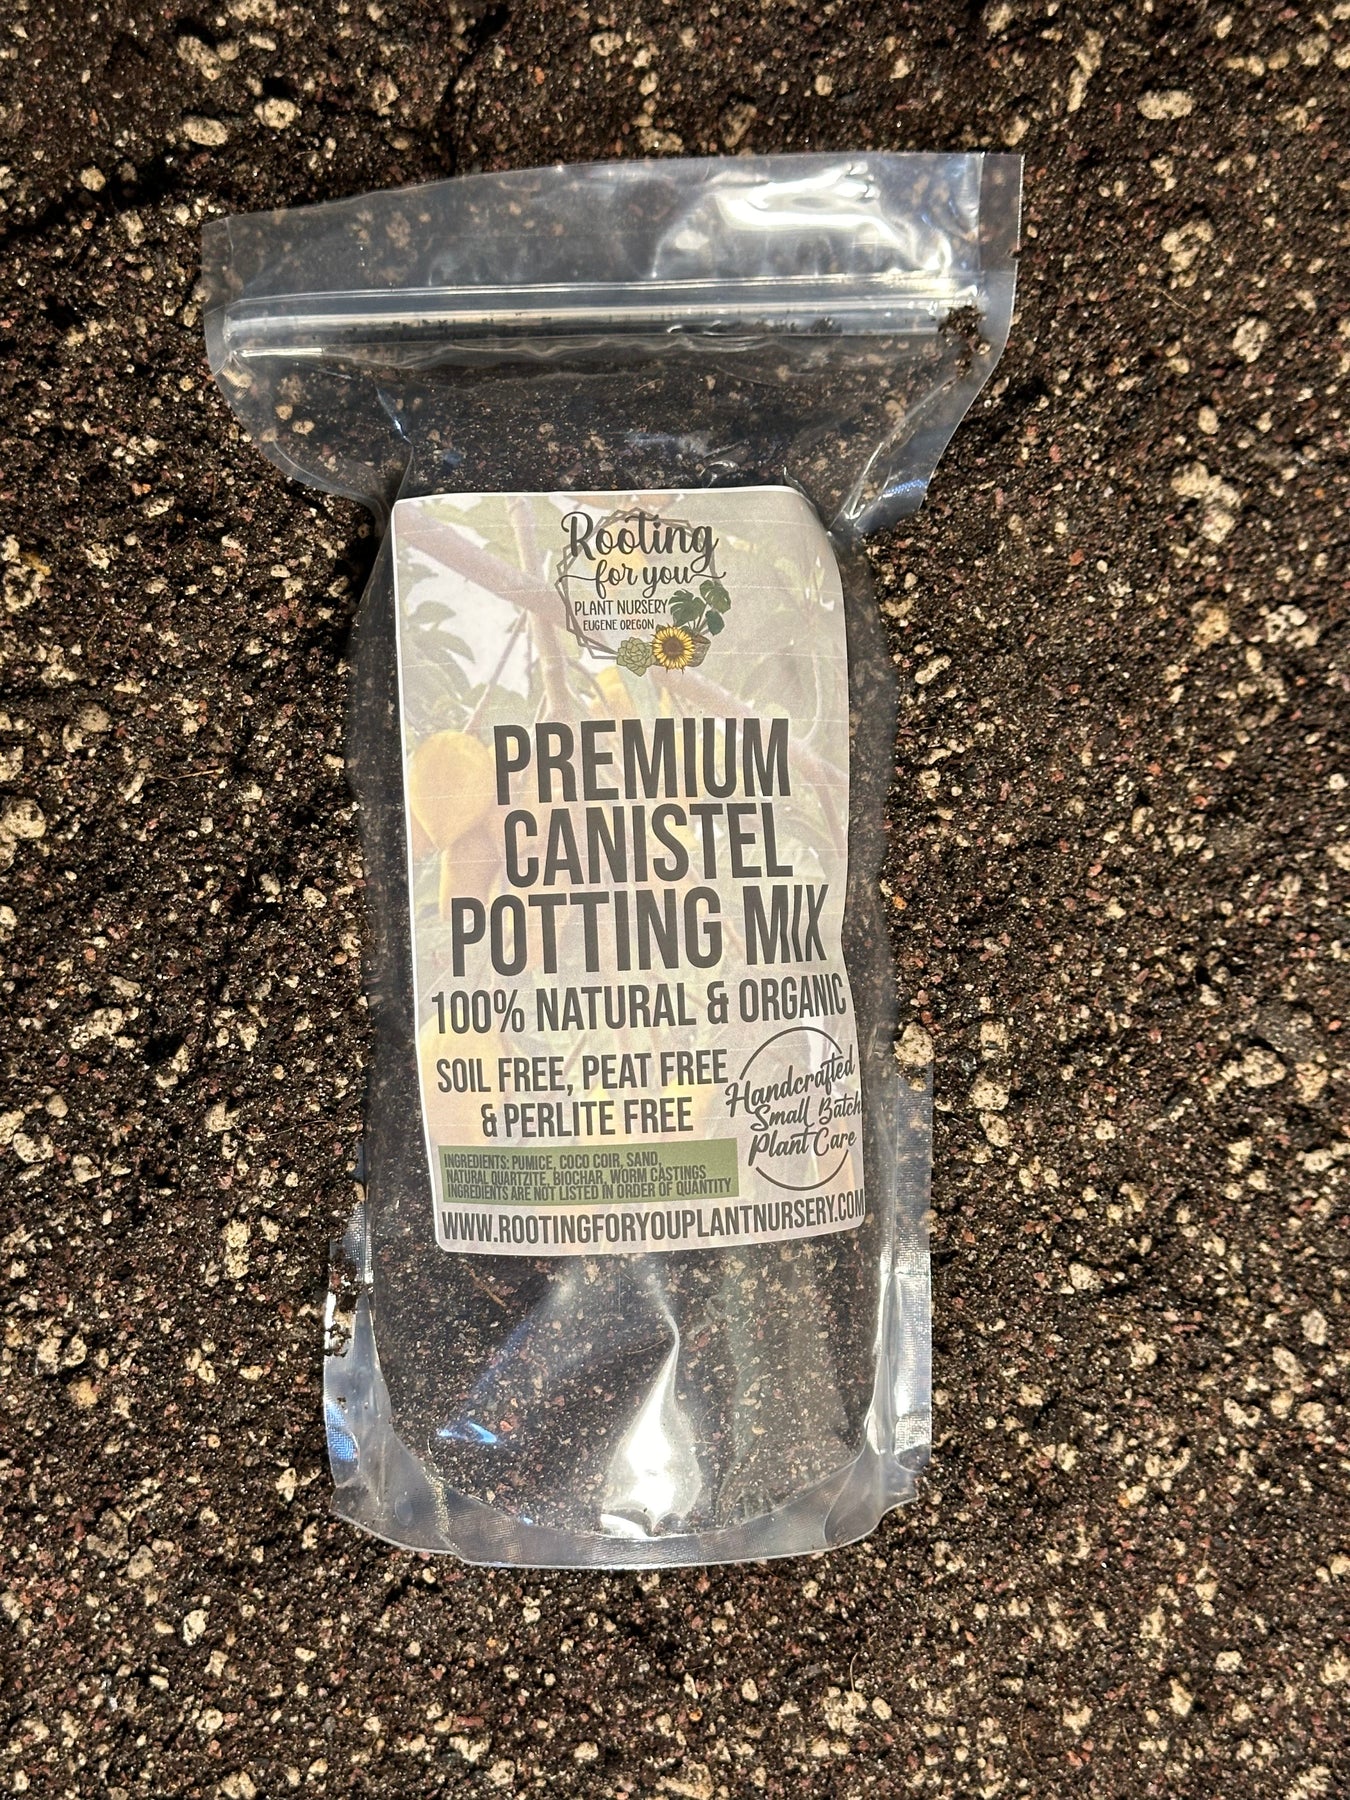 Rooting
for you
PLANT NURSERY
EUGENE OREGON
PREMIUM
CANISTEL
POTTING MIX
100% NATURAL & ORGANIC
SOIL FREE, PEAT FREE
& PERLITE FREE
Handcrafted
Small Batch
Plant Care
INGREDIENTS: PUMICE, COCO COIR, SAND,
NATURAL QUARTZITE, BIOCHAR, WORM CASTINGS
INGREDIENTS ARE NOT LISTED IN ORDER OF QUANTITY
WWW.ROOTINGFORYOUPLANTNURSERY.COM